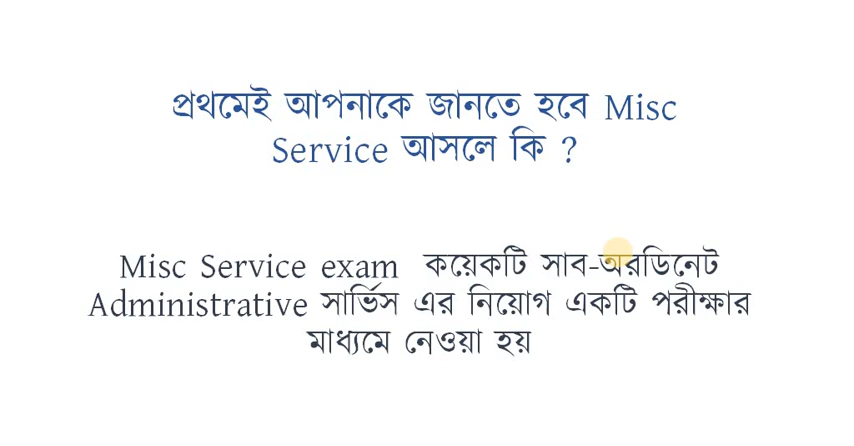 প্রথমেই আপনাকে জানতে হবে Misc
Service আসলে কি ?
Misc Service exam কয়েকটি সাব-অরডিনেট
Administrative সার্ভিস এর নিয়োগ একটি পরীক্ষার
মাধ্যমে নেওয়া হয়